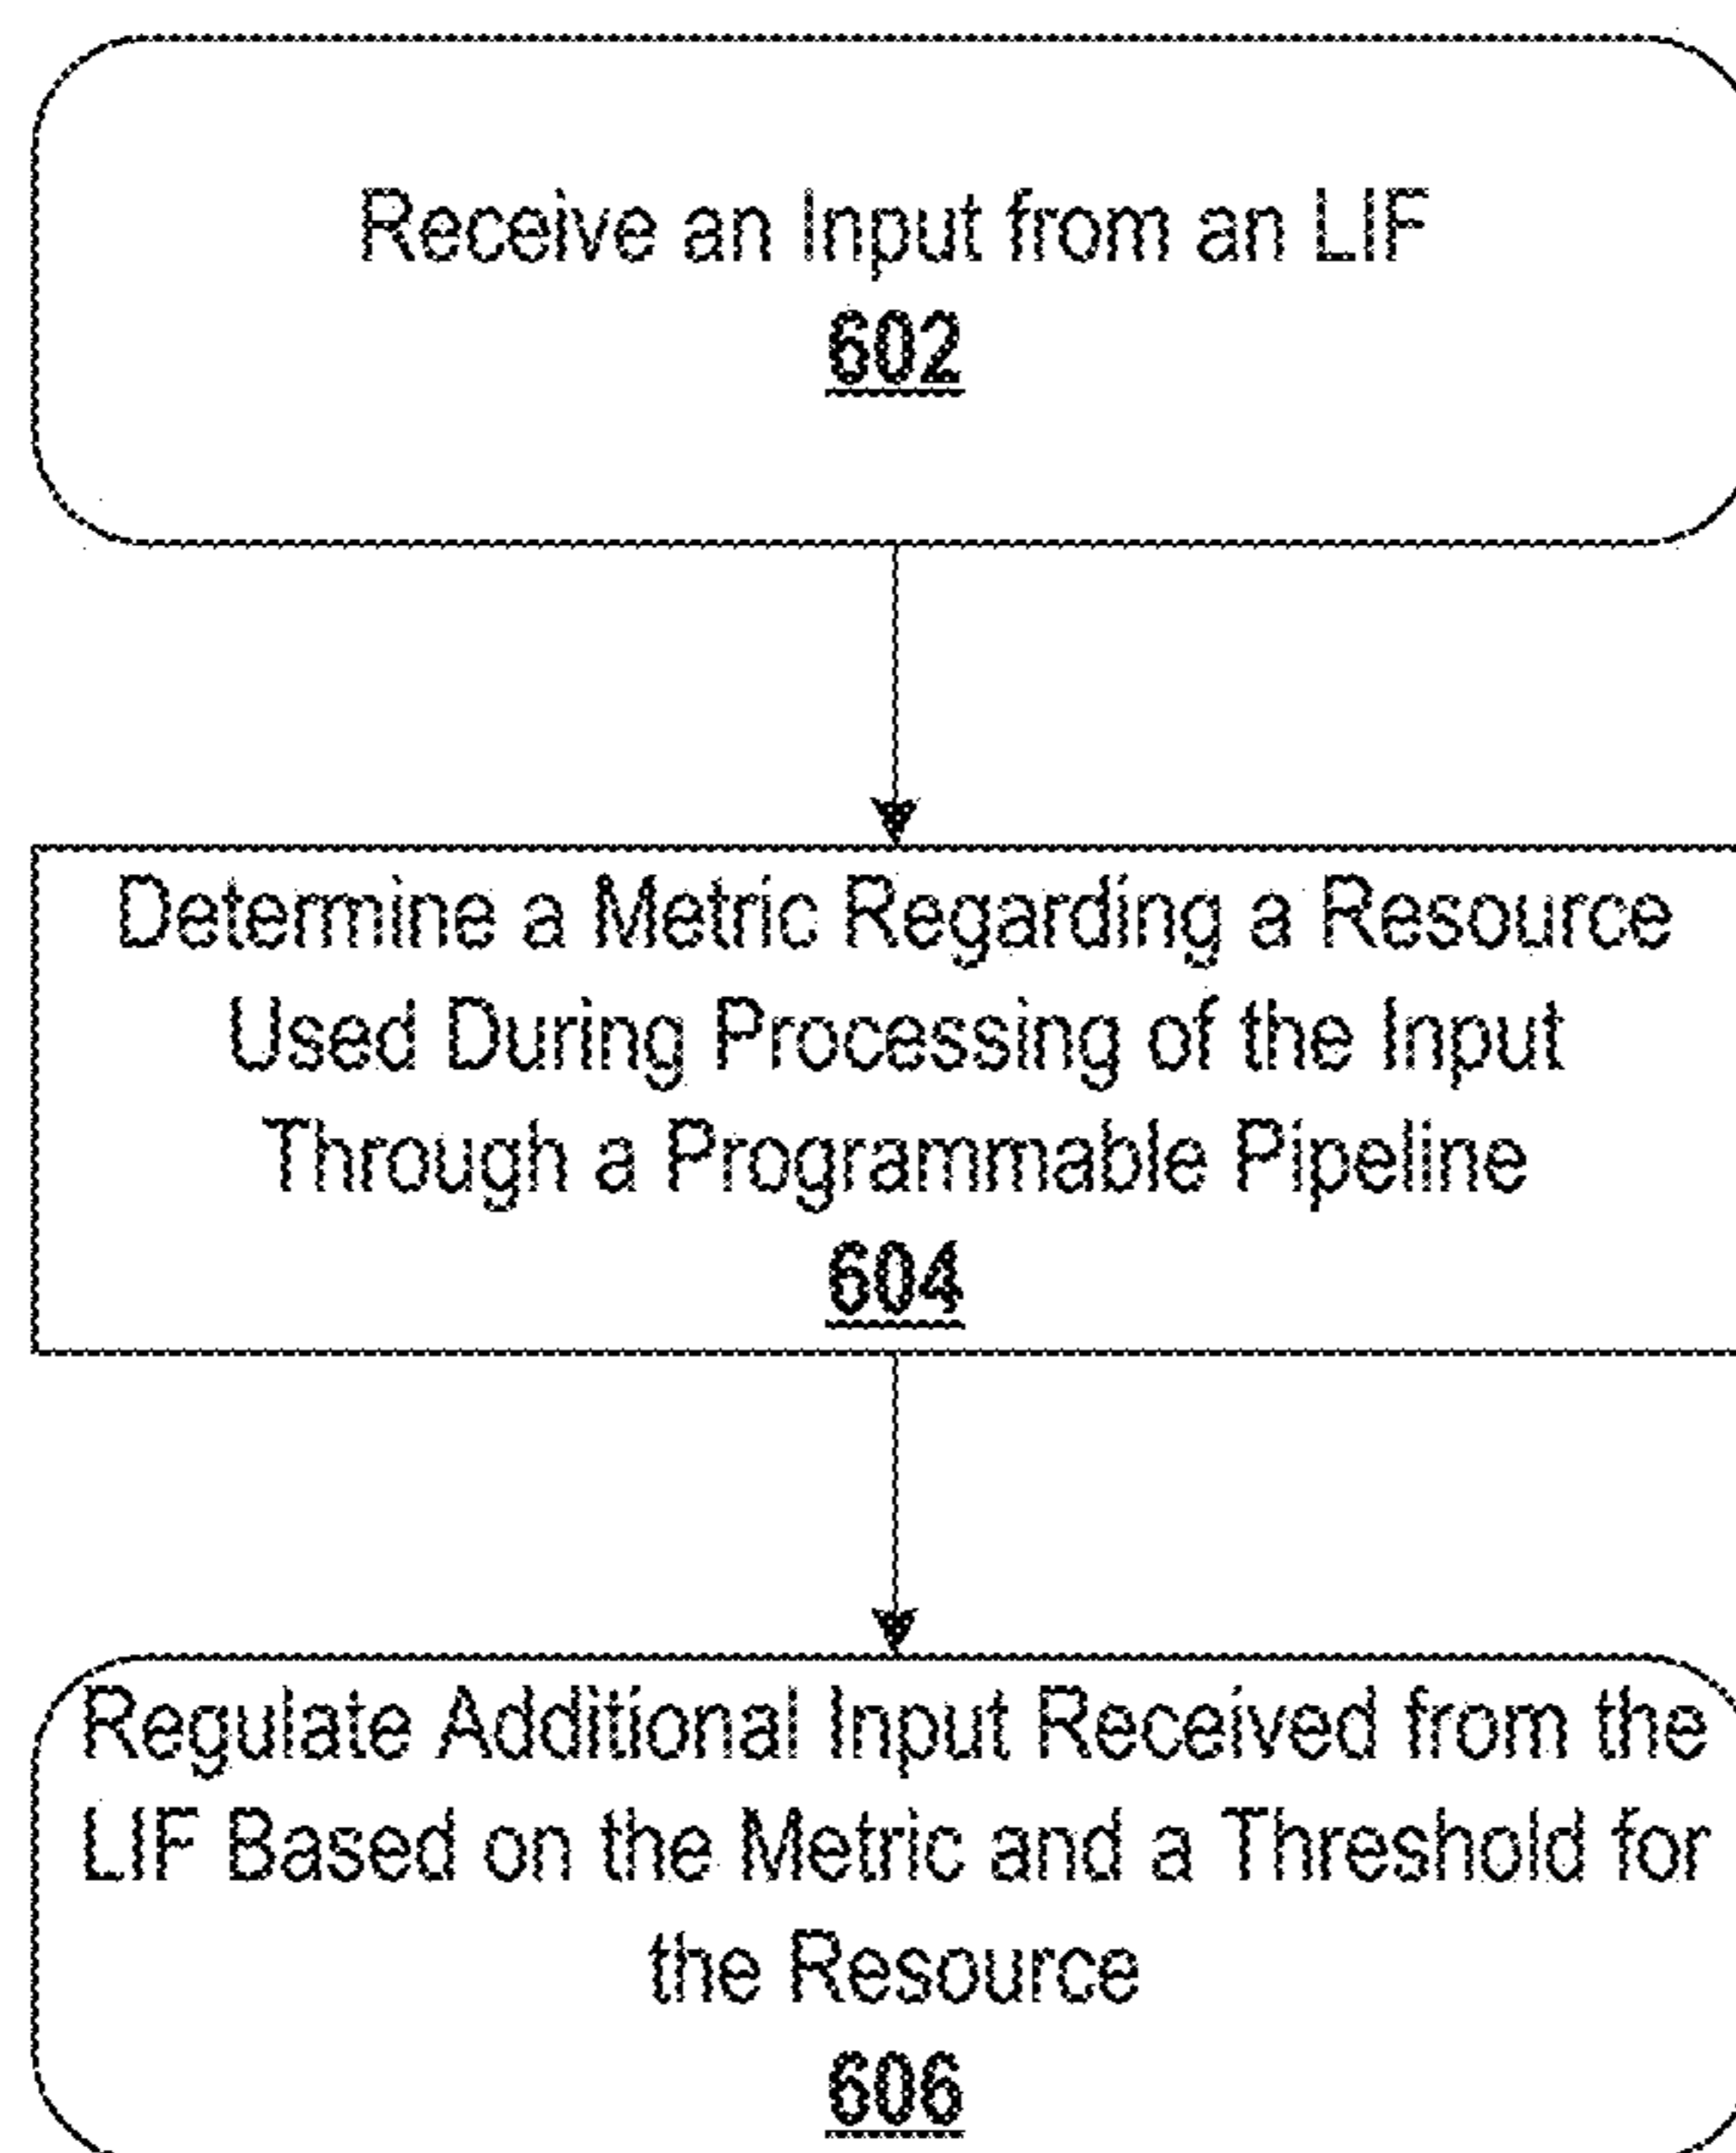 Receive an Input from an LIF
602
Determine a Metric Regarding a Resource
Used During Processing of the Input
Through a Programmable Pipeline
604
Regulate Additional Input Received from the
LIF Based on the Metric and a Threshold for
the Resource
606